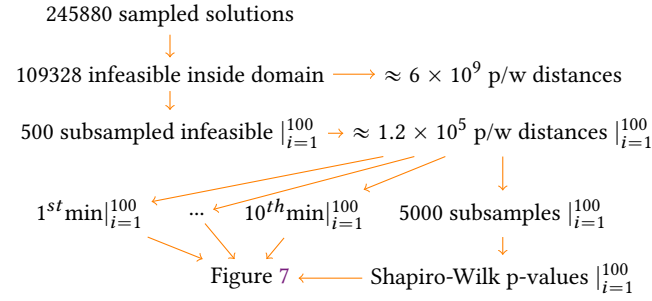 245880 sampled solutions
109328 infeasible inside domain ≈ 6 × 10^9 p/w distances
500 subsampled infeasible |_{i=1}^{100} ≈ 1.2 × 10^5 p/w distances |_{i=1}^{100}
1^{st}min|_{i=1}^{100} ... 10^{th}min|_{i=1}^{100} 5000 subsamples |_{i=1}^{100}
Figure 7 Shapiro-Wilk p-values |_{i=1}^{100}